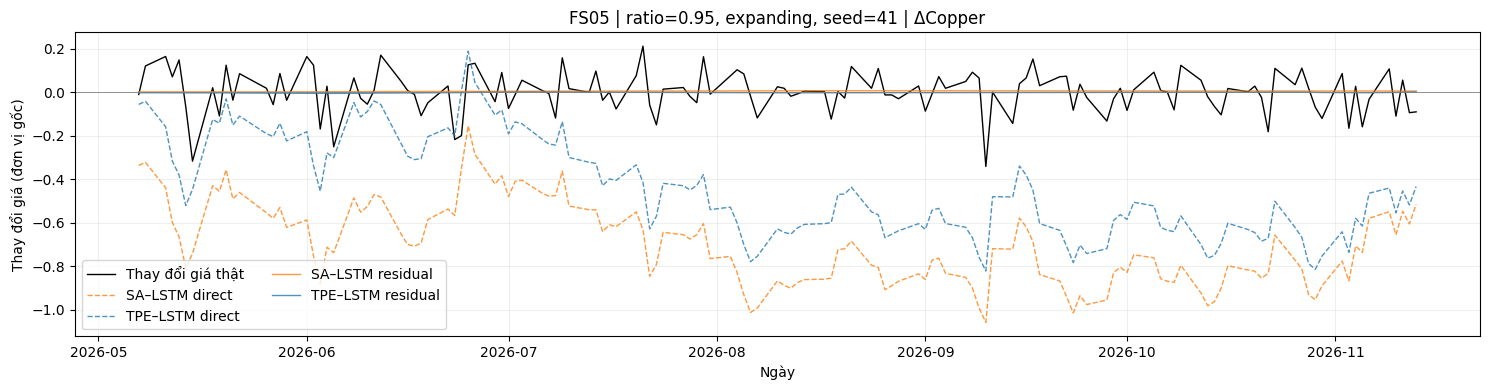 FS05 | ratio=0.95, expanding, seed=41 | ΔCopper
Thay đổi giá (đơn vị gốc)
0.2
0.0
−0.2
−0.4
−0.6
−0.8
−1.0
Thay đổi giá thật
SA–LSTM direct
TPE–LSTM direct
SA–LSTM residual
TPE–LSTM residual
2026-05
2026-06
2026-07
2026-08
2026-09
2026-10
2026-11
Ngày